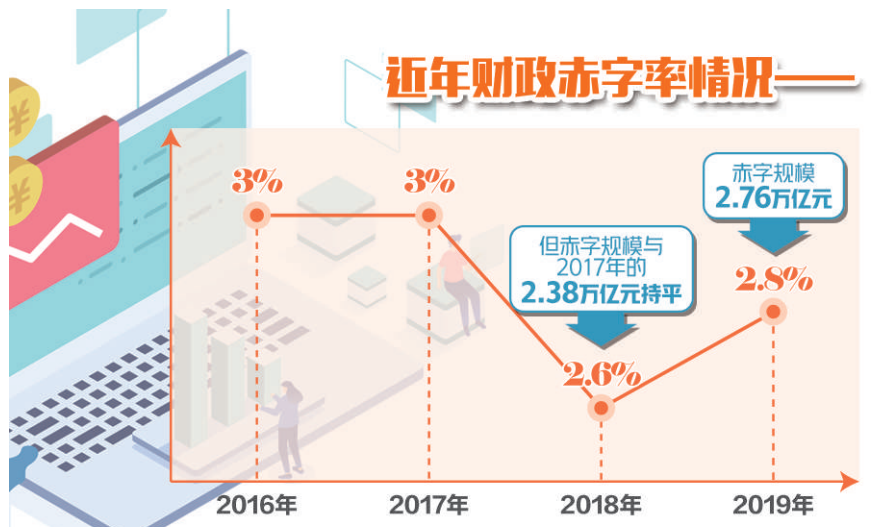 近年财政赤字率情况——
3%
3%
赤字规模
2.76万亿元
但赤字规模与
2017年的
2.38万亿元持平
2.8%
2.6%
2016年
2017年
2018年
2019年
¥
¥